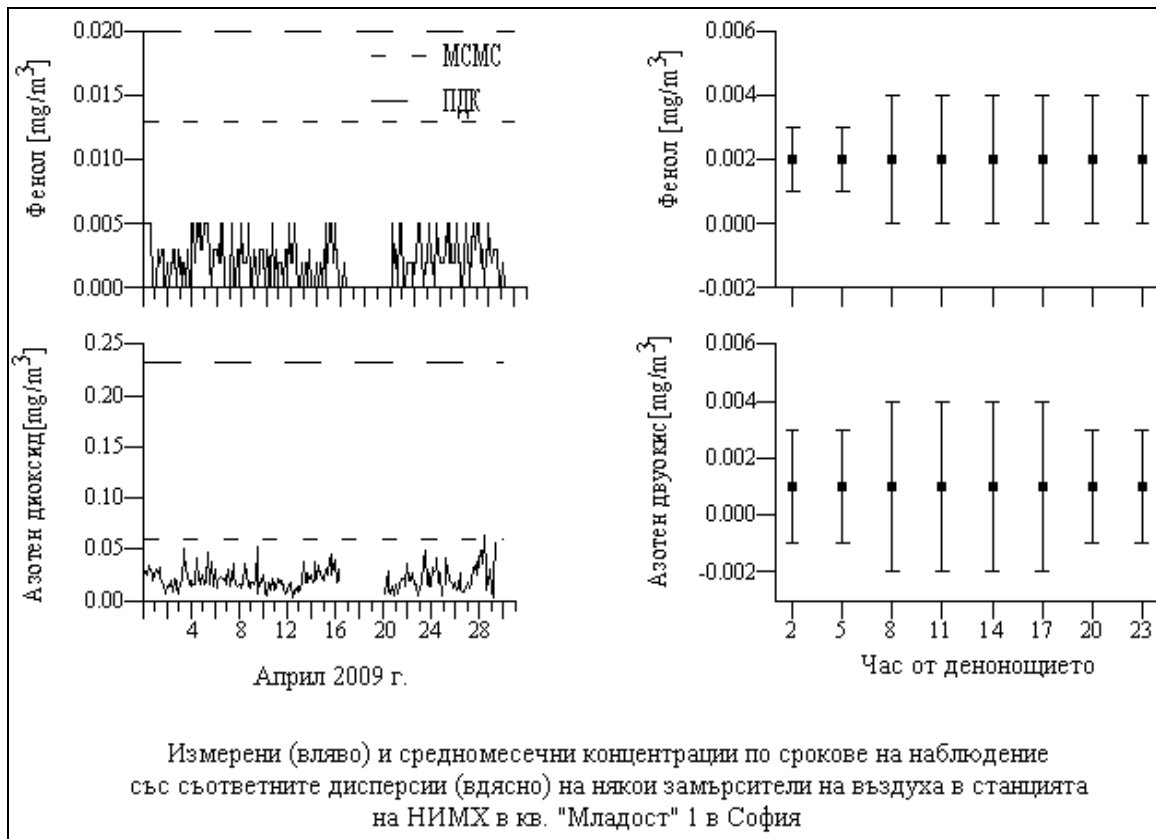 0.020
0.015
0.010
0.005
0.000
Фенол [mg/m³]
МСМС
ПДК
0.006
0.004
0.002
0.000
-0.002
Фенол [mg/m³]
0.25
0.20
0.15
0.10
0.05
0.00
Азотен диоксид[mg/m³]
4 8 12 16 20 24 28
Април 2009 г.
0.006
0.004
0.002
0.000
-0.002
Азотен двуокис[mg/m³]
2 5 8 11 14 17 20 23
Час от денонощието
Измерени (вляво) и средномесечни концентрации по срокове на наблюдение
със съответните дисперсии (вдясно) на някои замърсители на въздуха в станцията
на НИМХ в кв. "Младост" 1 в София